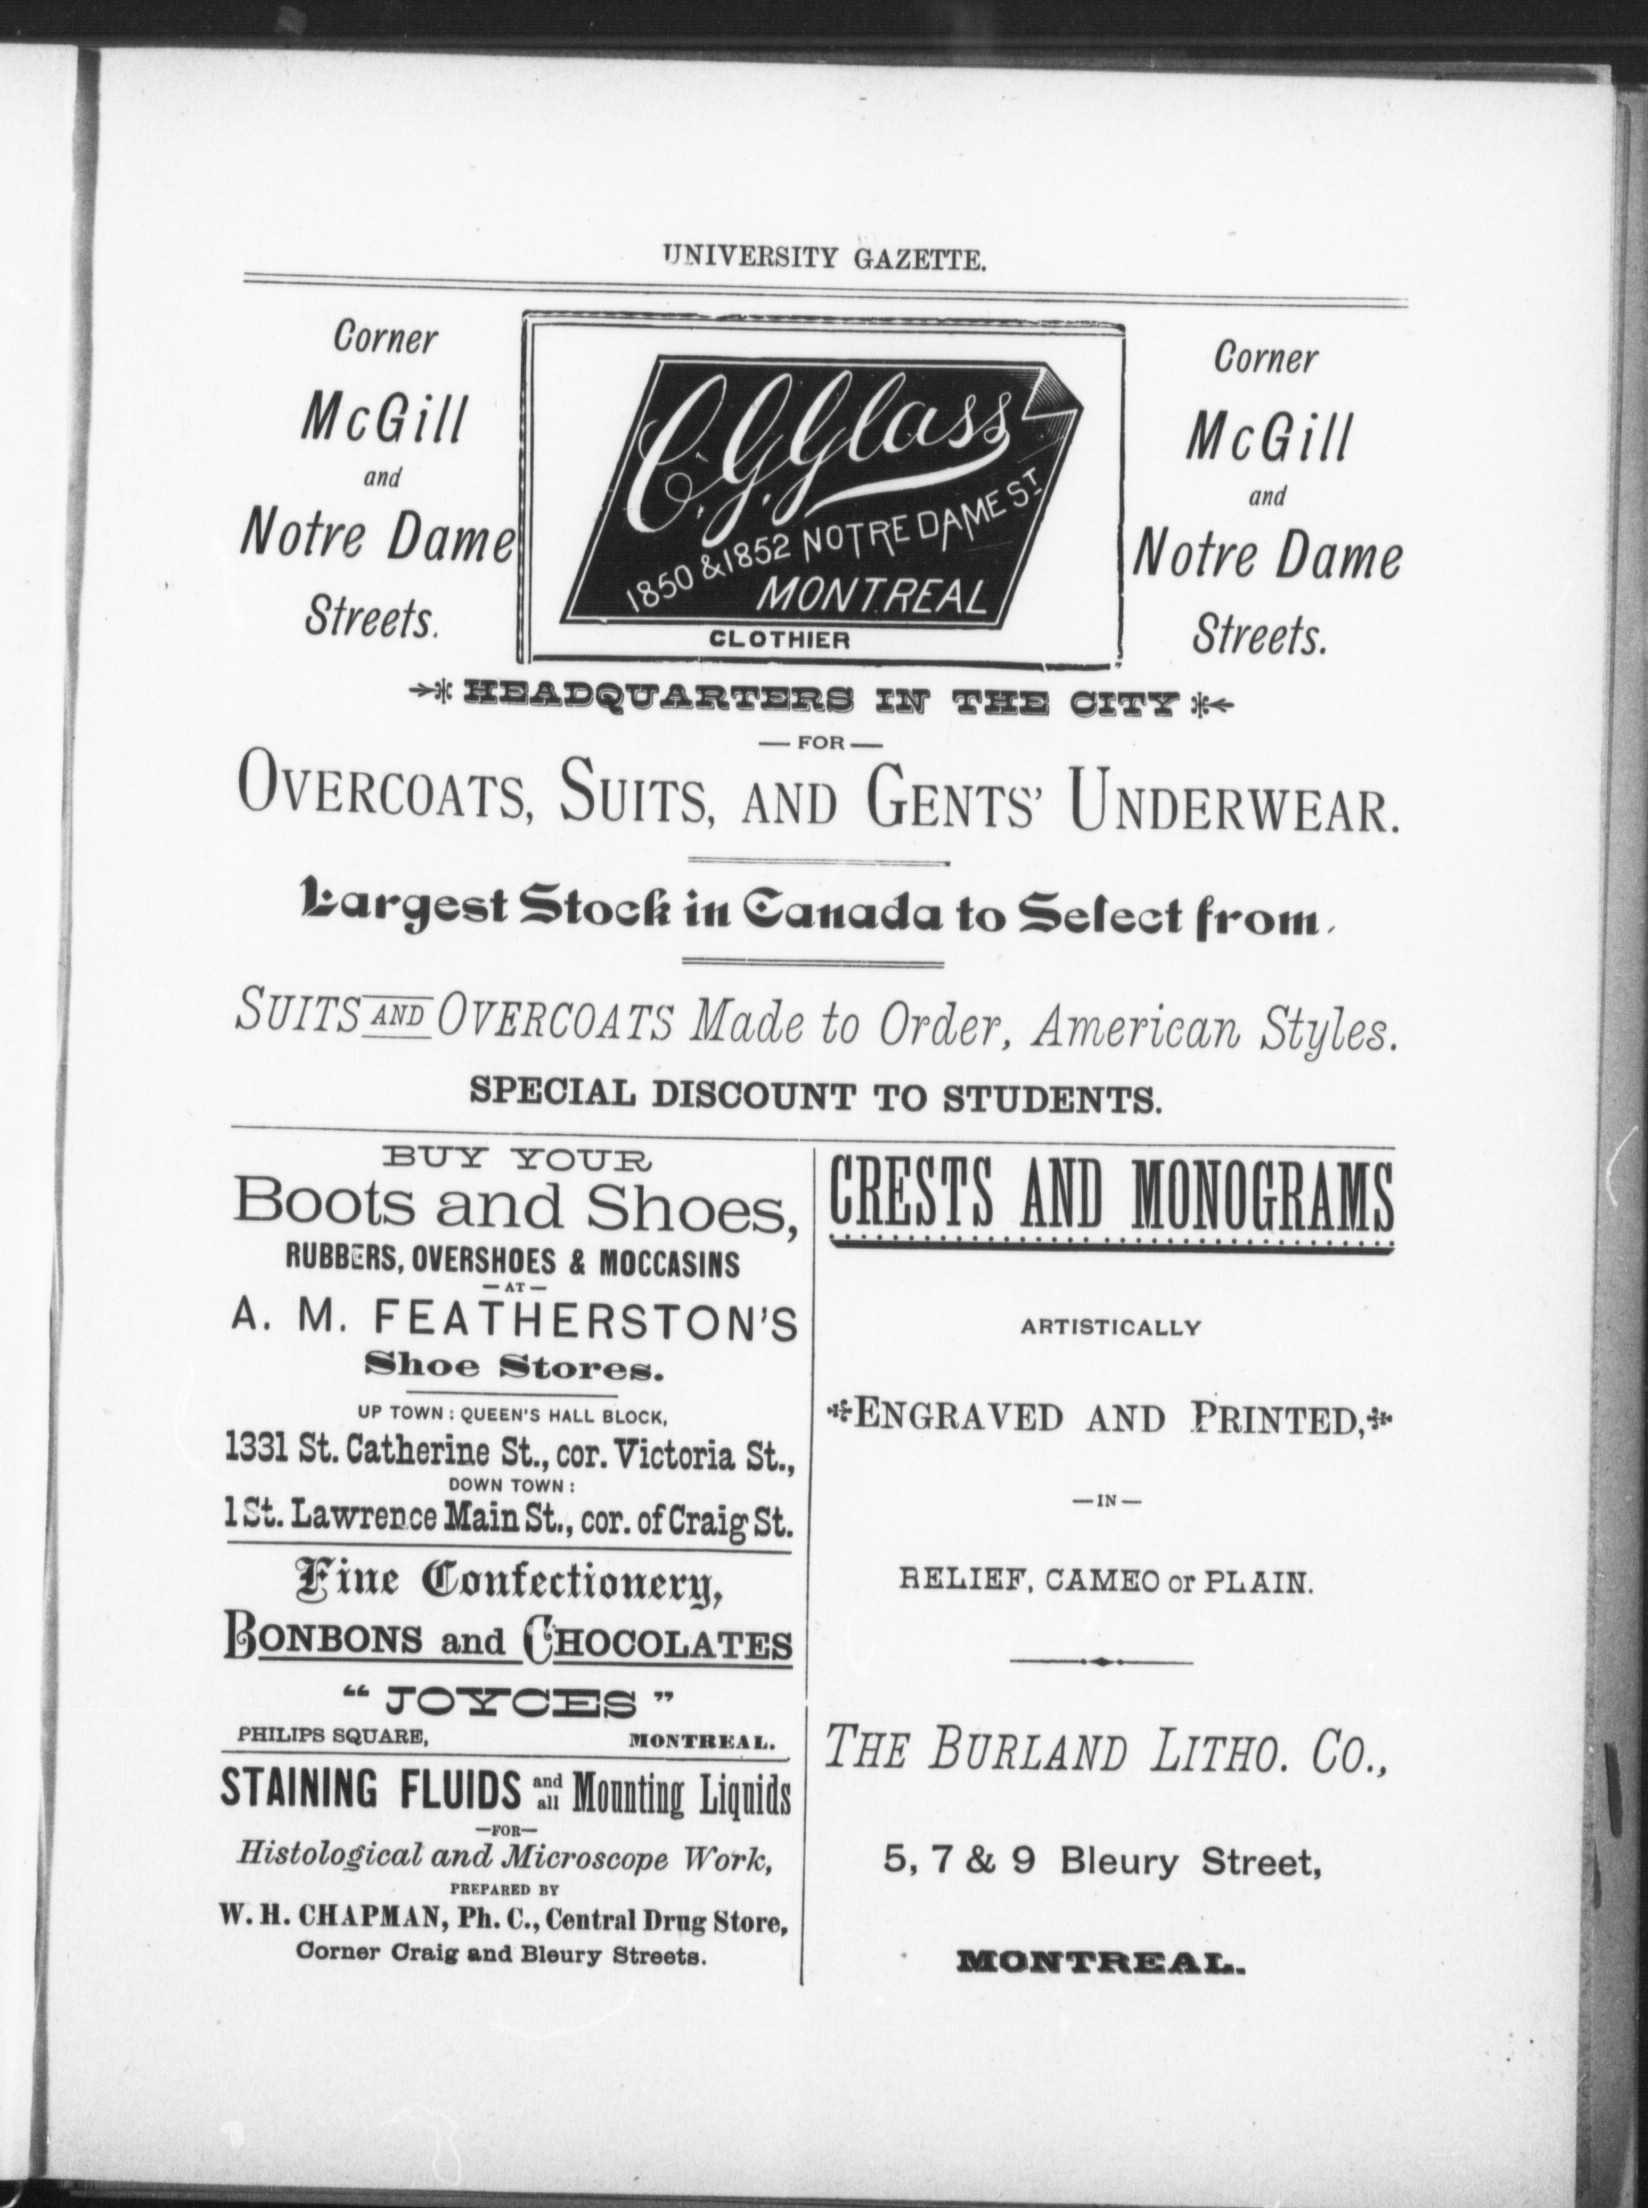 UNIVERSITY GAZETTE.
Corner
McGill
and
Notre Dame
Streets.
C. G. Glass
1850 & 1852 NOTRE DAME ST
MONTREAL
CLOTHIER
Corner
McGill
and
Notre Dame
Streets.
HEADQUARTERS IN THE CITY
— FOR —
OVERCOATS, SUITS, AND GENTS' UNDERWEAR.
Largest Stock in Canada to Select from.
SUITS AND OVERCOATS Made to Order, American Styles.
SPECIAL DISCOUNT TO STUDENTS.
BUY YOUR
Boots and Shoes,
RUBBERS, OVERSHOES & MOCCASINS
— AT —
A. M. FEATHERSTON'S
Shoe Stores.
UP TOWN : QUEEN'S HALL BLOCK,
1331 St. Catherine St., cor. Victoria St.,
DOWN TOWN :
1 St. Lawrence Main St., cor. of Craig St.
Fine Confectionery,
BONBONS and CHOCOLATES
“ JOYCES ”
PHILIPS SQUARE, MONTREAL.
STAINING FLUIDS and all Mounting Liquids
—FOR—
Histological and Microscope Work,
PREPARED BY
W. H. CHAPMAN, Ph. C., Central Drug Store,
Corner Craig and Bleury Streets.
CRESTS AND MONOGRAMS
ARTISTICALLY
ENGRAVED AND PRINTED,
— IN —
RELIEF, CAMEO or PLAIN.
THE BURLAND LITHO. CO.,
5, 7 & 9 Bleury Street,
MONTREAL.